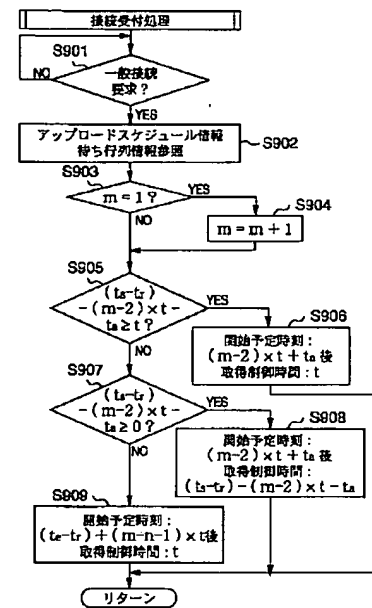 接続受付処理
S901
一般接続
要求？
NO
YES
アップロードスケジュール情報
待ち行列情報参照
S902
S903
m=1？
YES
NO
S904
m=m+1
S905
(ts-tr)
-(m-2)×t-
ta≥t？
YES
NO
S906
開始予定時刻：
(m-2)×t+ta後
取得制御時間：t
S907
(ts-tr)
-(m-2)×t-
ta≥0？
YES
NO
S908
開始予定時刻：
(m-2)×t+ta後
取得制御時間：
(ts-tr)-(m-2)×t-ta
S909
開始予定時刻：
(te-tr)+(m-n-1)×t後
取得制御時間：t
リターン